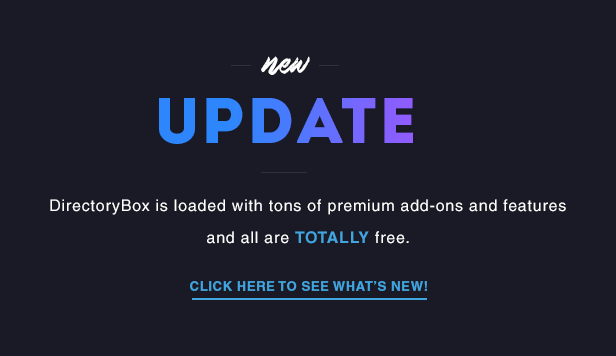 new
UPDATE
DirectoryBox is loaded with tons of premium add-ons and features
and all are TOTALLY free.
CLICK HERE TO SEE WHAT'S NEW!